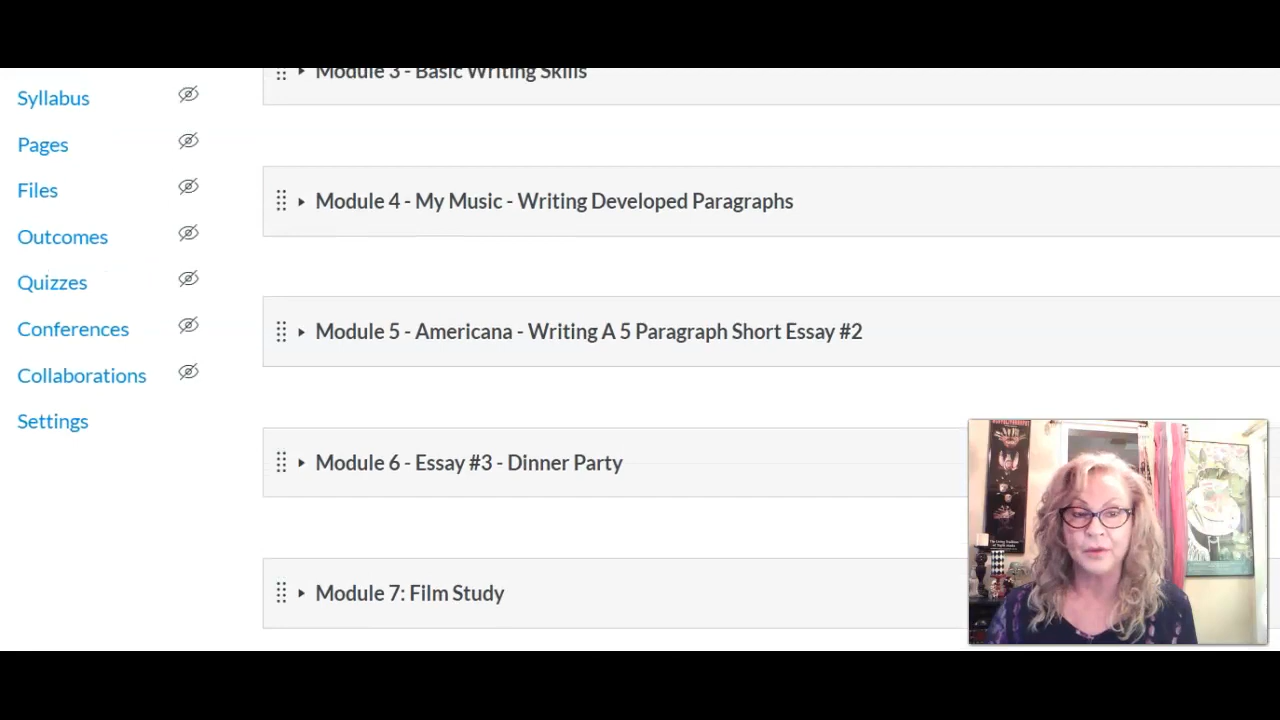 Module 3 - Basic Writing Skills
Syllabus
Pages
Files
Outcomes
Quizzes
Conferences
Collaborations
Settings
Module 4 - My Music - Writing Developed Paragraphs
Module 5 - Americana - Writing A 5 Paragraph Short Essay #2
Module 6 - Essay #3 - Dinner Party
Module 7: Film Study